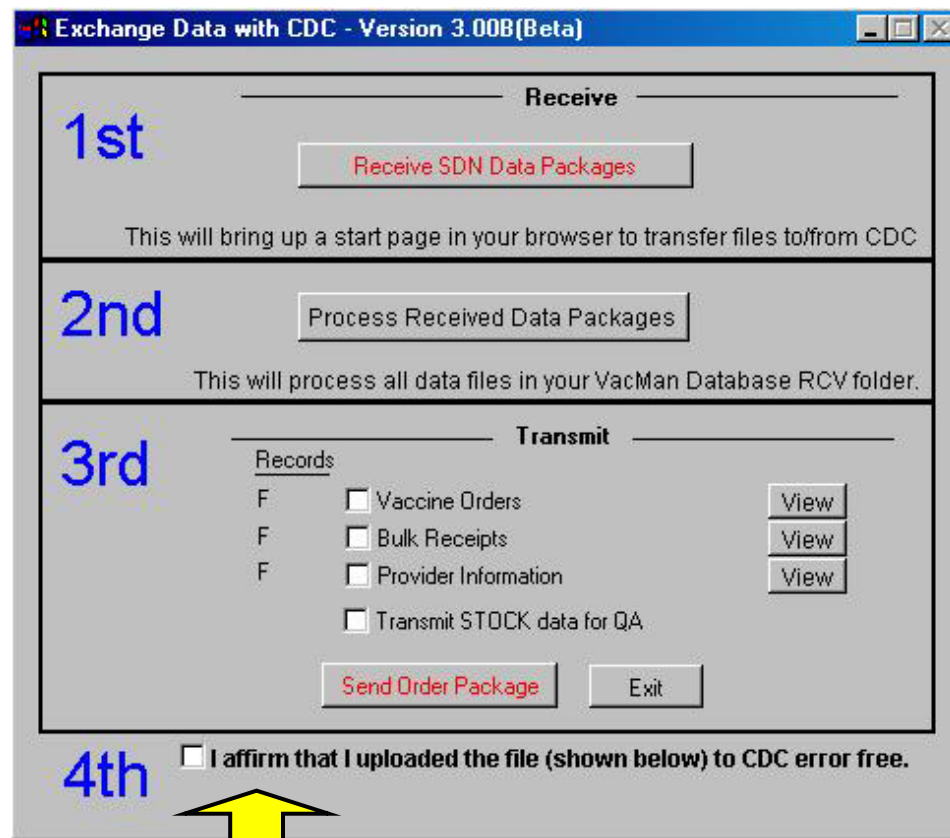 Exchange Data with CDC - Version 3.00B(Beta)
Receive
1st
Receive SDN Data Packages
This will bring up a start page in your browser to transfer files to/from CDC
2nd
Process Received Data Packages
This will process all data files in your VacMan Database RCV folder.
Transmit
3rd
Records
F Vaccine Orders View
F Bulk Receipts View
F Provider Information View
Transmit STOCK data for QA
Send Order Package Exit
4th I affirm that I uploaded the file (shown below) to CDC error free.